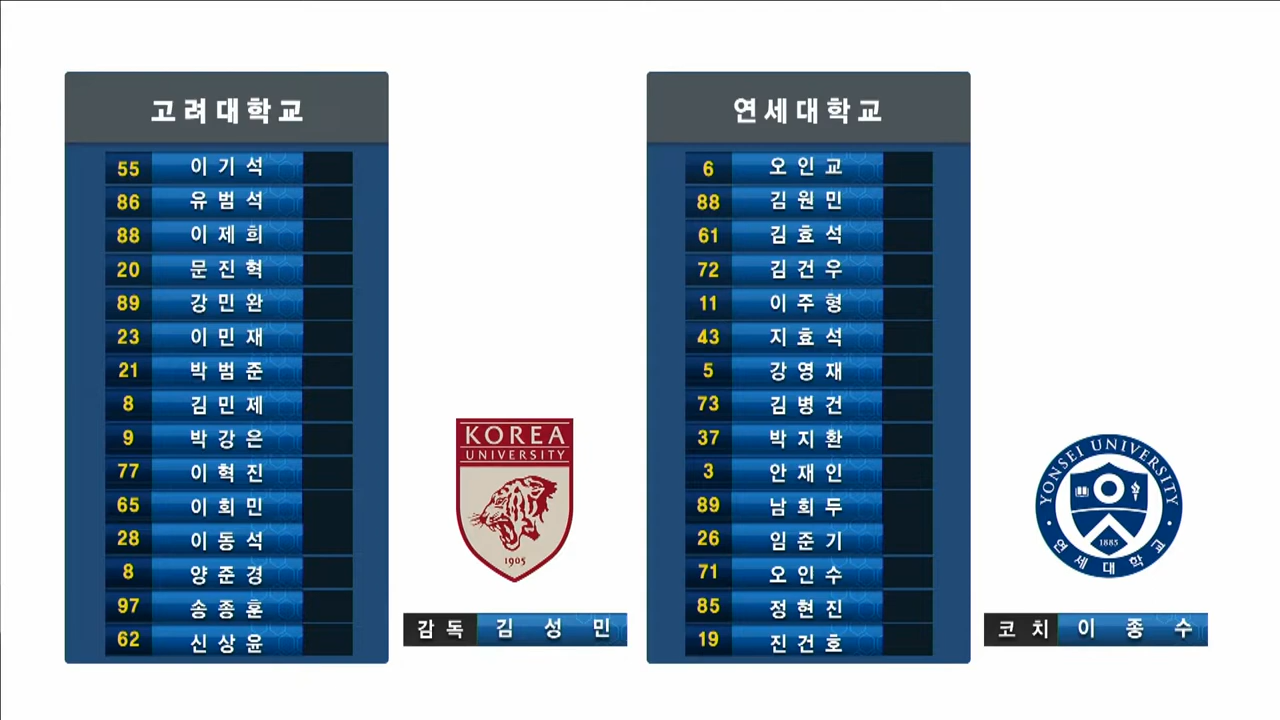 고려대학교
55 이기석
86 유범석
88 이제희
20 문진혁
89 강민완
23 이민재
21 박범준
8 김민제
9 박강은
77 이혁진
65 이회민
28 이동석
8 양준경
97 송종훈
62 신상윤
KOREA
UNIVERSITY
1905
감독 김성민
연세대학교
6 오인교
88 김원민
61 김효석
72 김건우
11 이주형
43 지효석
5 강영재
73 김병건
37 박지환
3 안재인
89 남회두
26 임준기
71 오인수
85 정현진
19 진건호
YONSEI UNIVERSITY
1885
연세대학교
코치 이종수